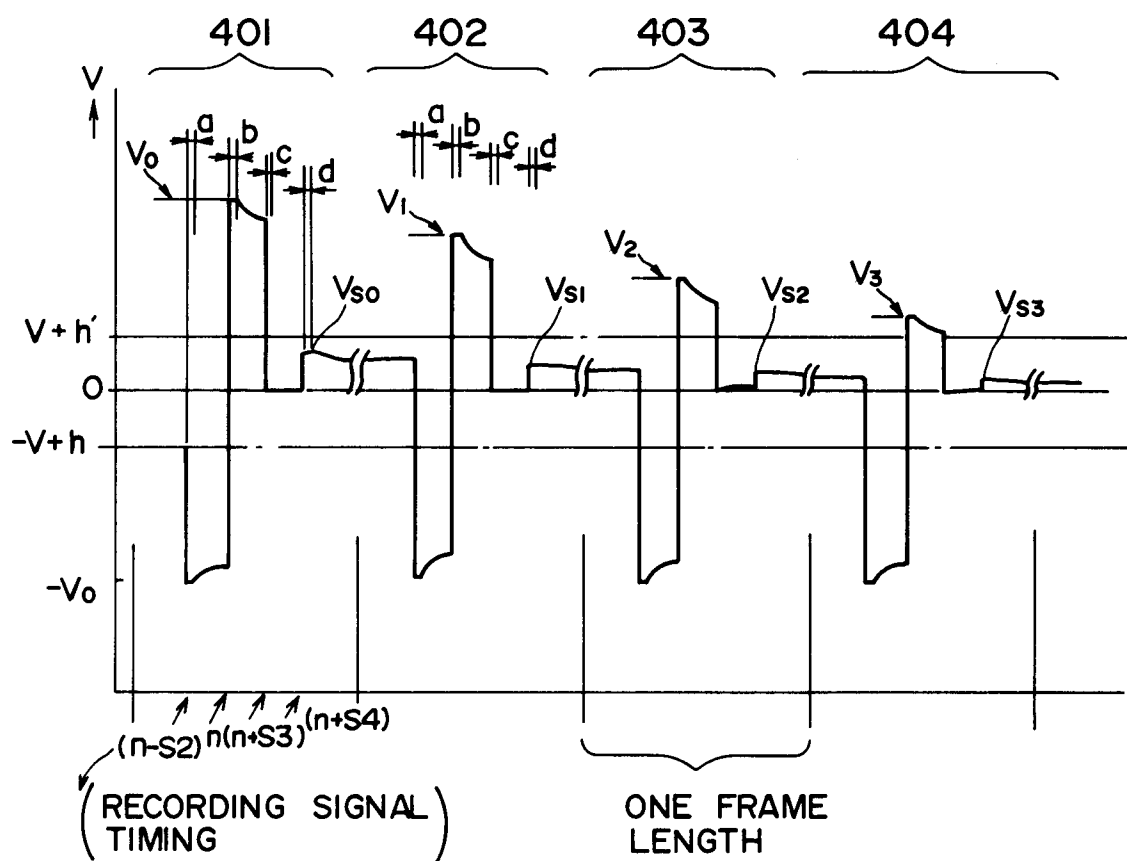 401 402 403 404
V
a b c d
a b c d
V0
V1
V2
V3
VS0
VS1
VS2
VS3
V+h′
0
-V+h
-V0
(n-S2) n (n+S3) (n+S4)
(RECORDING SIGNAL
TIMING)
ONE FRAME
LENGTH